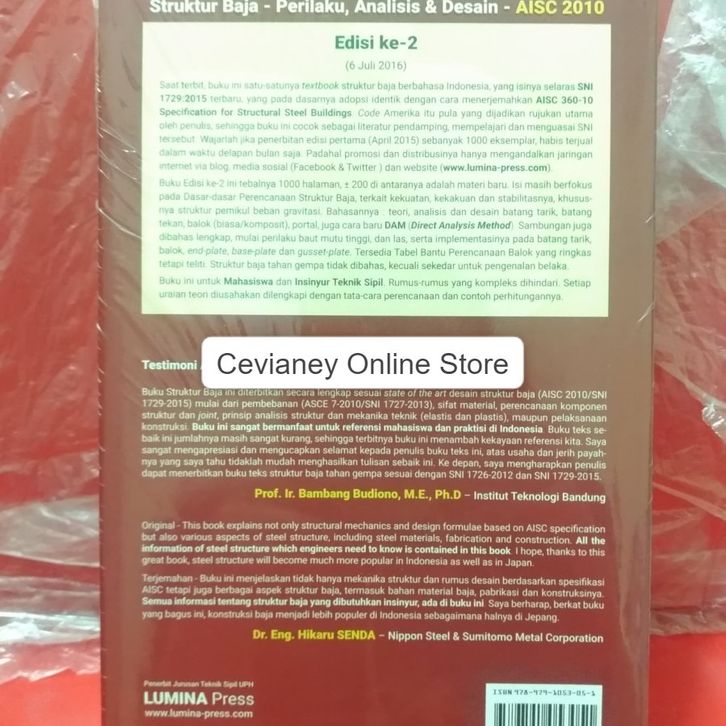 Struktur Baja - Perilaku, Analisis & Desain - AISC 2010
Edisi ke-2
(6 Juli 2016)
Saat terbit, buku ini satu-satunya textbook struktur baja berbahasa Indonesia, yang isinya selaras SNI
1729:2015 terbaru, yang pada dasarnya adopsi identik dengan cara menerjemahkan AISC 360-10
Specification for Structural Steel Buildings. Code Amerika itu pula yang dijadikan rujukan utama
oleh penulis, sehingga buku ini cocok sebagai literatur pendamping, mempelajari dan menguasai SNI
tersebut. Wajarlah jika penerbitan edisi pertama (April 2015) sebanyak 1000 eksemplar, habis terjual
dalam waktu delapan bulan saja. Padahal promosi dan distribusinya hanya mengandalkan jaringan
internet via blog, media sosial (Facebook & Twitter ) dan website (www.lumina-press.com).
Buku Edisi ke-2 ini tebalnya 1000 halaman, ± 200 di antaranya adalah materi baru. Isi masih berfokus
pada Dasar-dasar Perencanaan Struktur Baja, terkait kekuatan, kekakuan dan stabilitasnya, khusus-
nya struktur pemikul beban gravitasi. Bahasannya : teori, analisis dan desain batang tarik, batang
tekan, balok (biasa/komposit), portal, juga cara baru DAM (Direct Analysis Method). Sambungan juga
dibahas lengkap, mulai perilaku baut mutu tinggi, dan las, serta implementasinya pada batang tarik,
balok, end-plate, base-plate dan gusset-plate. Tersedia Tabel Bantu Perencanaan Balok yang ringkas
tetapi teliti. Struktur baja tahan gempa tidak dibahas, kecuali sekedar untuk pengenalan belaka.
Buku ini untuk Mahasiswa dan Insinyur Teknik Sipil. Rumus-rumus yang kompleks dihindari. Setiap
uraian teori diusahakan dilengkapi dengan tata-cara perencanaan dan contoh perhitungannya.
Testimoni
Cevianey Online Store
Buku Struktur Baja ini diterbitkan secara lengkap sesuai state of the art desain struktur baja (AISC 2010/SNI
1729-2015) mulai dari pembebanan (ASCE 7-2010/SNI 1727-2013), sifat material, perencanaan komponen
struktur dan joint, prinsip analisis struktur dan mekanika teknik (elastis dan plastis), maupun pelaksanaan
konstruksi. Buku ini sangat bermanfaat untuk referensi mahasiswa dan praktisi di Indonesia. Buku teks se-
baik ini jumlahnya masih sangat kurang, sehingga terbitnya buku ini menambah kekayaan referensi kita. Saya
sangat mengapresiasi dan mengucapkan selamat kepada penulis buku teks ini, atas usaha dan jerih payah-
nya yang saya tahu tidaklah mudah menghasilkan tulisan sebaik ini. Ke depan, saya mengharapkan penulis
dapat menerbitkan buku teks struktur baja tahan gempa sesuai dengan SNI 1726-2012 dan SNI 1729-2015.
Prof. Ir. Bambang Budiono, M.E., Ph.D – Institut Teknologi Bandung
Original - This book explains not only structural mechanics and design formulae based on AISC specification
but also various aspects of steel structure, including steel materials, fabrication and construction. All the
information of steel structure which engineers need to know is contained in this book. I hope, thanks to this
great book, steel structure will become much more popular in Indonesia as well as in Japan.
Terjemahan - Buku ini menjelaskan tidak hanya mekanika struktur dan rumus desain berdasarkan spesifikasi
AISC tetapi juga berbagai aspek struktur baja, termasuk bahan material baja, pabrikasi dan konstruksinya.
Semua informasi tentang struktur baja yang dibutuhkan insinyur, ada di buku ini. Saya berharap, berkat buku
yang bagus ini, konstruksi baja menjadi lebih populer di Indonesia sebagaimana halnya di Jepang.
Dr. Eng. Hikaru SENDA – Nippon Steel & Sumitomo Metal Corporation
Penerbit Jurusan Teknik Sipil UPH
LUMINA Press
www.lumina-press.com
ISBN 978-979-1053-05-1